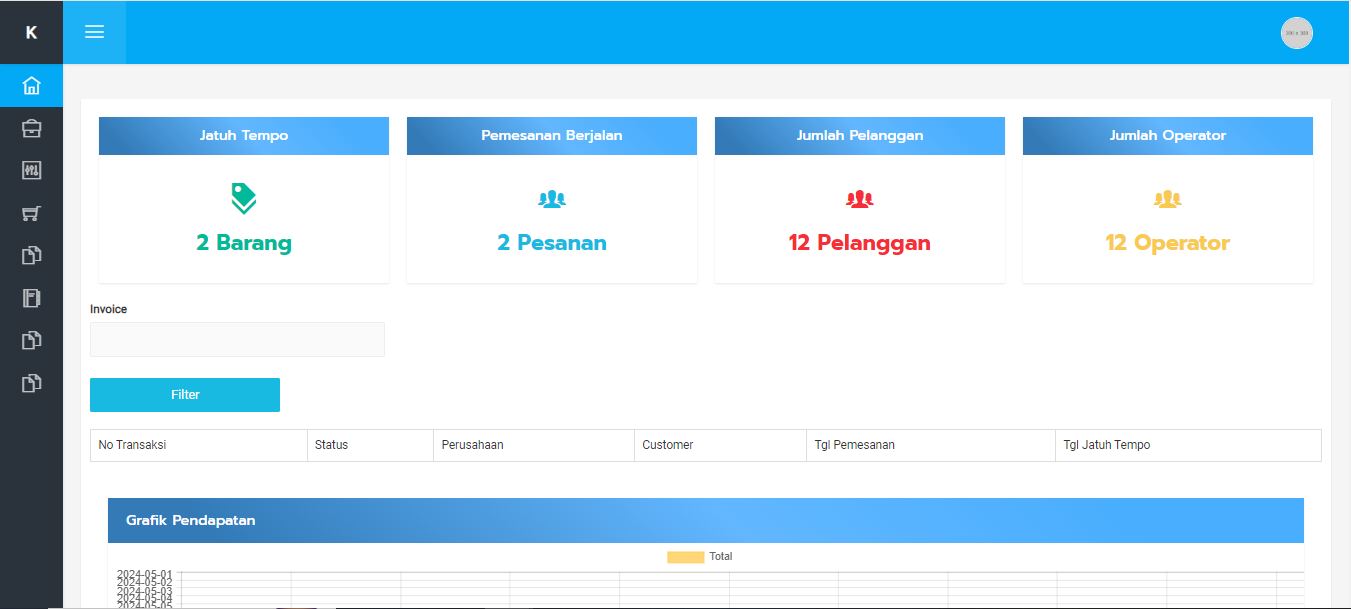 K
Jatuh Tempo
Pemesanan Berjalan
Jumlah Pelanggan
Jumlah Operator
2 Barang
2 Pesanan
12 Pelanggan
12 Operator
Invoice
Filter
No Transaksi
Status
Perusahaan
Customer
Tgl Pemesanan
Tgl Jatuh Tempo
Grafik Pendapatan
Total
2024-05-01
2024-05-02
2024-05-03
2024-05-04
2024-05-05